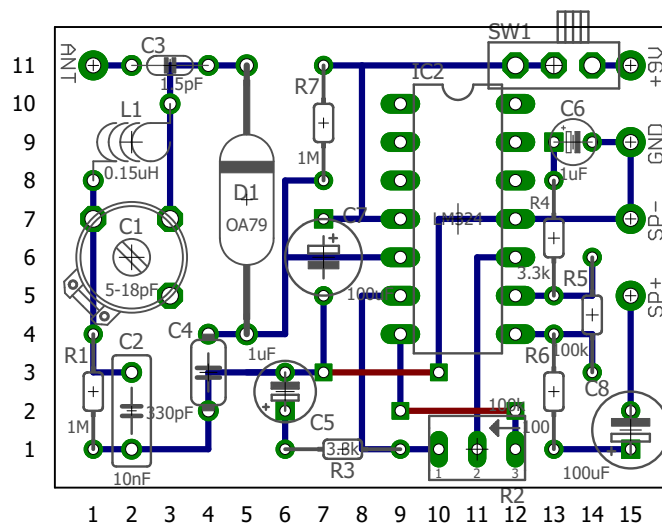 SW1
ANT
C3
1.5pF
R7
IC2
+9V
11
10
9
8
7
6
5
4
3
2
1
L1
0.15uH
1M
C6
1uF
GND
D1
OA79
C7
LM324
R4
SP-
C1
5-18pF
100uF
3.3k
R5
SP+
C4
1uF
100k
R1
C2
R6
C8
330pF
1M
C5
100k
100
3.3k
R3
1
2
3
R2
10nF
100uF
1 2 3 4 5 6 7 8 9 10 11 12 13 14 15